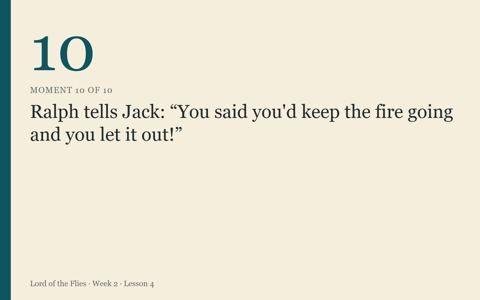 10
MOMENT 10 OF 10
Ralph tells Jack: “You said you'd keep the fire going
and you let it out!”
Lord of the Flies · Week 2 · Lesson 4